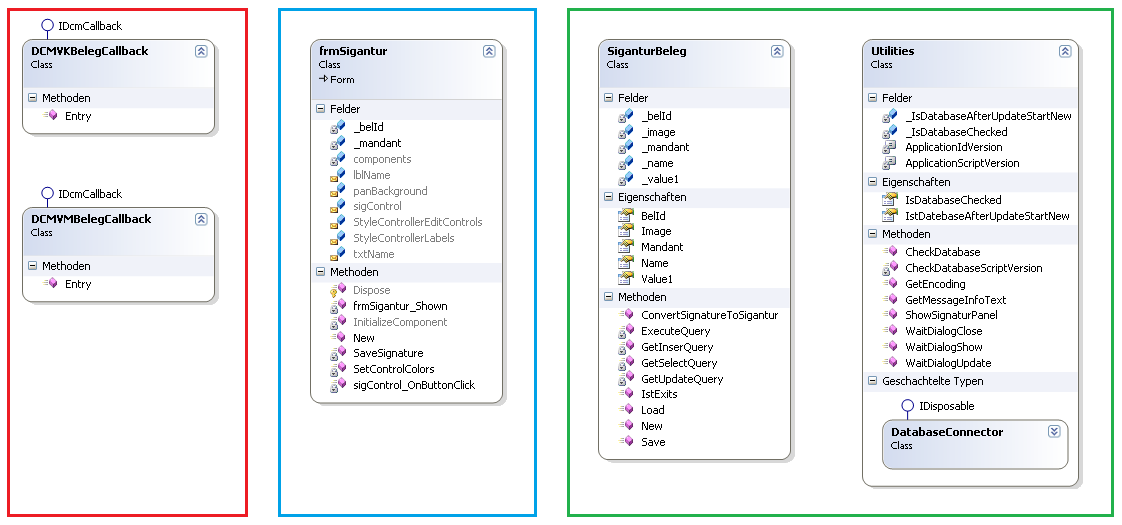 IDcmCallback
DCMVKBelegCallback
Class
Methoden
Entry
IDcmCallback
DCMVMBelegCallback
Class
Methoden
Entry
frmSigantur
Class
Form
Felder
_belId
_mandant
components
lblName
panBackground
sigControl
StyleControllerEditControls
StyleControllerLabels
txtName
Methoden
Dispose
frmSigantur_Shown
InitializeComponent
New
SaveSignature
SetControlColors
sigControl_OnButtonClick
SiganturBeleg
Class
Felder
_belId
_image
_mandant
_name
_value1
Eigenschaften
BelId
Image
Mandant
Name
Value1
Methoden
ConvertSignatureToSigantur
ExecuteQuery
GetInserQuery
GetSelectQuery
GetUpdateQuery
IstExits
Load
New
Save
Utilities
Class
Felder
_IsDatabaseAfterUpdateStartNew
_IsDatabaseChecked
ApplicationIdVersion
ApplicationScriptVersion
Eigenschaften
IsDatabaseChecked
IstDatebaseAfterUpdateStartNew
Methoden
CheckDatabase
CheckDatabaseScriptVersion
GetEncoding
GetMessageInfoText
ShowSignaturPanel
WaitDialogClose
WaitDialogShow
WaitDialogUpdate
Geschachtelte Typen
IDisposable
DatabaseConnector
Class